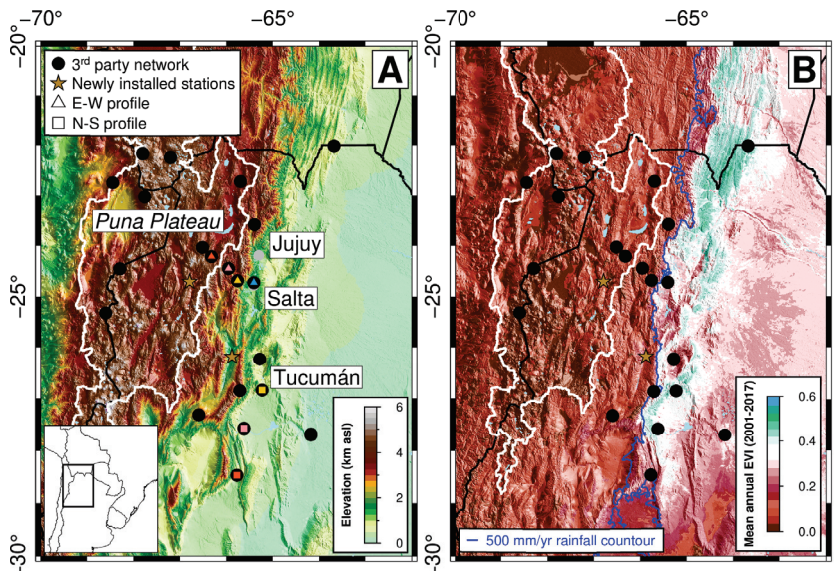 −70° −65° −70° −65°
−20°
A
B
3rd party network
Newly installed stations
E-W profile
N-S profile
Puna Plateau
Jujuy
−25° −25°
Salta
Tucumán
Elevation (km asl)
6
4
2
0
Mean annual EVI (2001-2017)
0.6
0.4
0.2
0.0
500 mm/yr rainfall countour
−30° −30°